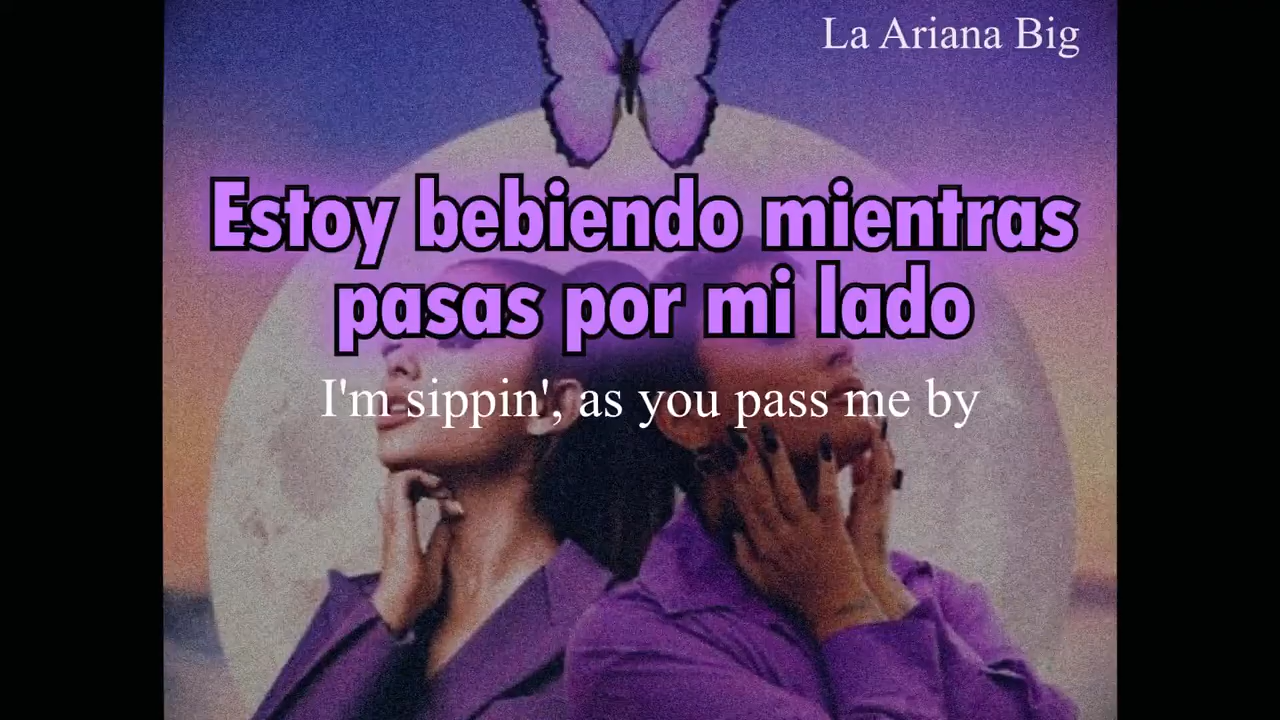 La Ariana Big
Estoy bebiendo mientras
pasas por mi lado
I'm sippin', as you pass me by